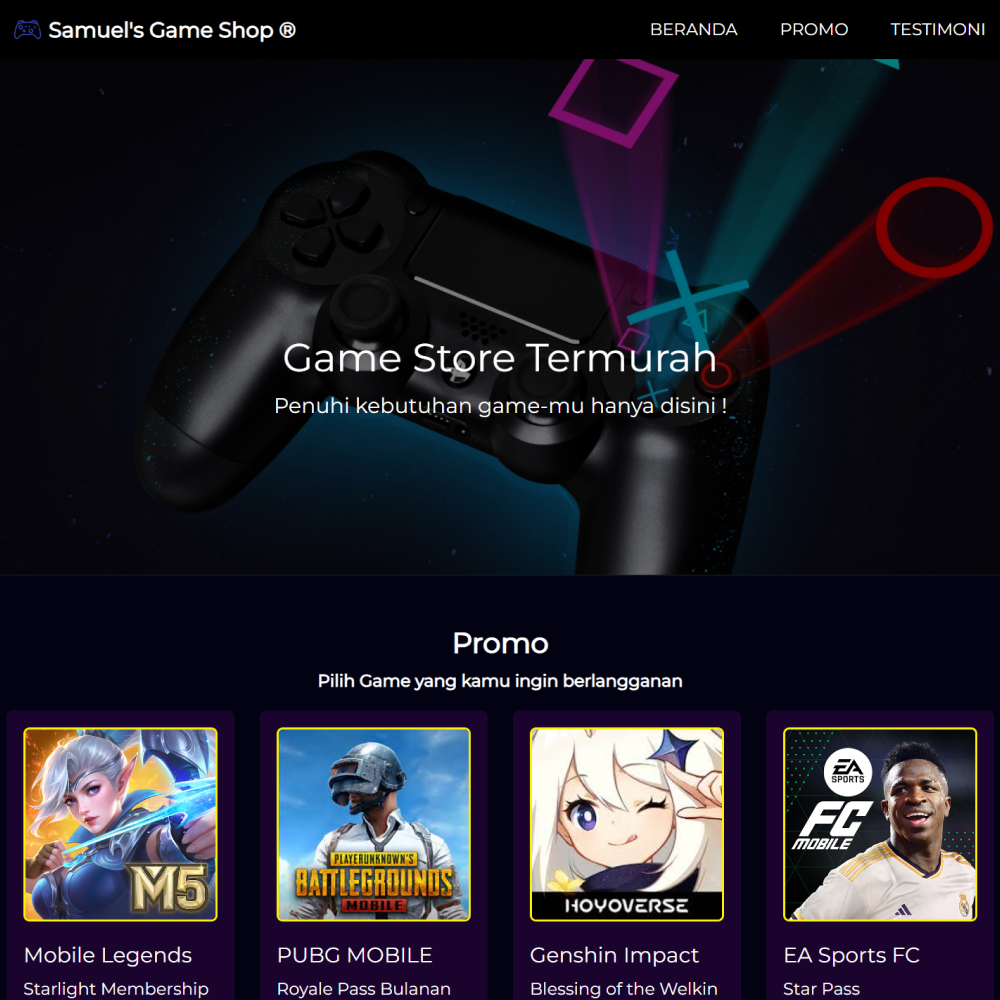 Samuel's Game Shop ®
BERANDA
PROMO
TESTIMONI
Game Store Termurah
Penuhi kebutuhan game-mu hanya disini !
Promo
Pilih Game yang kamu ingin berlangganan
M5
PLAYERUNKNOWN'S
BATTLEGROUNDS
MOBILE
HOYOVERSE
EA
SPORTS
FC
MOBILE
Mobile Legends
PUBG MOBILE
Genshin Impact
EA Sports FC
Starlight Membership
Royale Pass Bulanan
Blessing of the Welkin
Star Pass